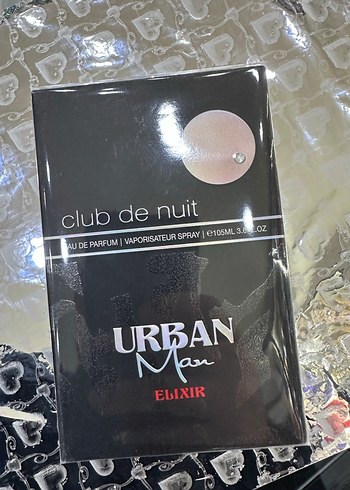 club de nuit
EAU DE PARFUM | VAPORISATEUR SPRAY | ℮105ML 3.6 FL.OZ
URBAN
Man
ELIXIR